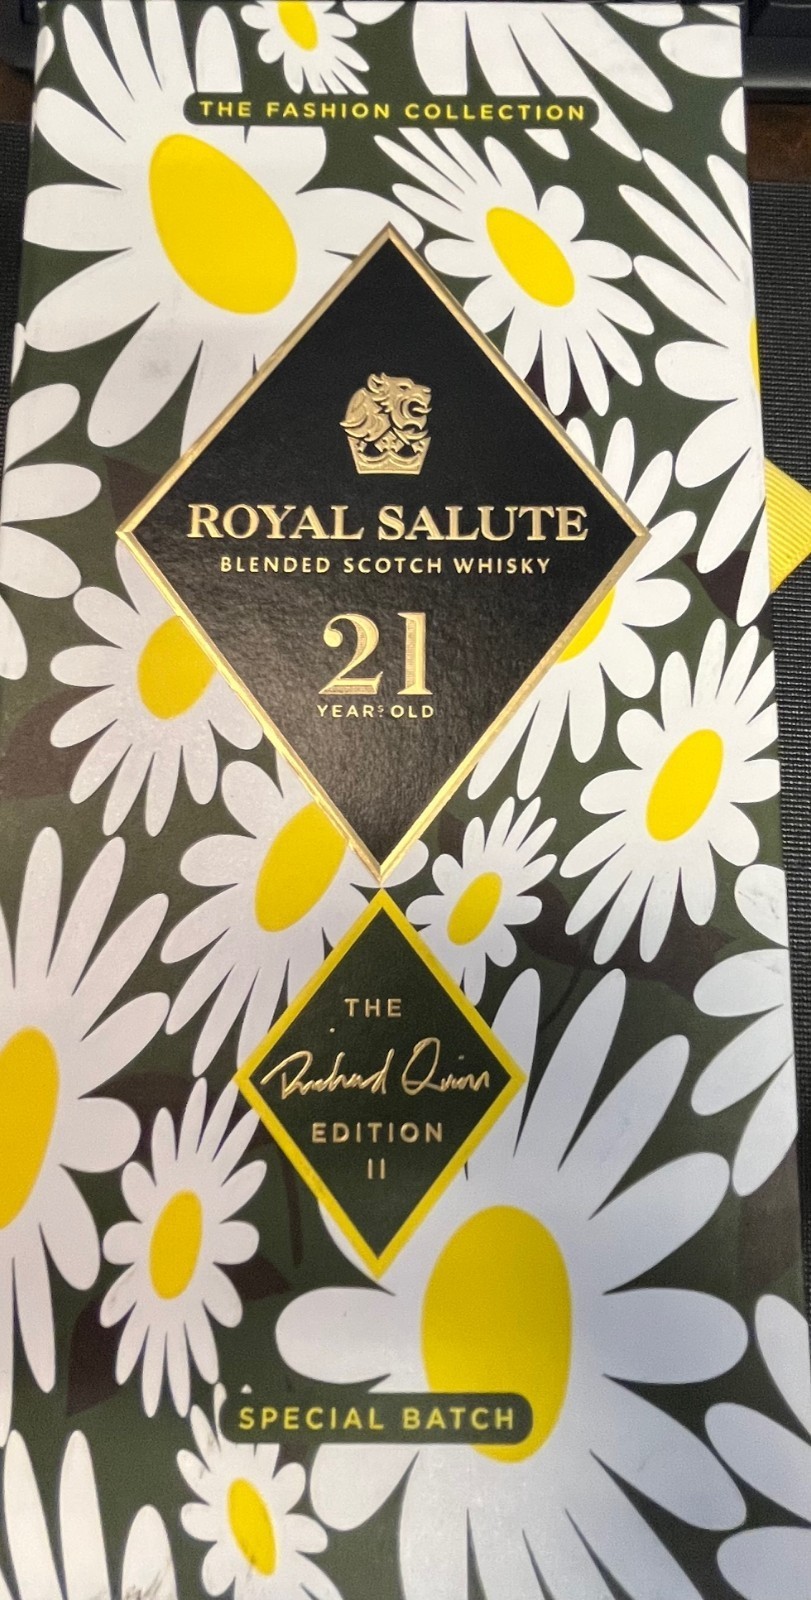 THE FASHION COLLECTION
ROYAL SALUTE
BLENDED SCOTCH WHISKY
21
YEARS OLD
THE
Richard Quinn
EDITION
II
SPECIAL BATCH